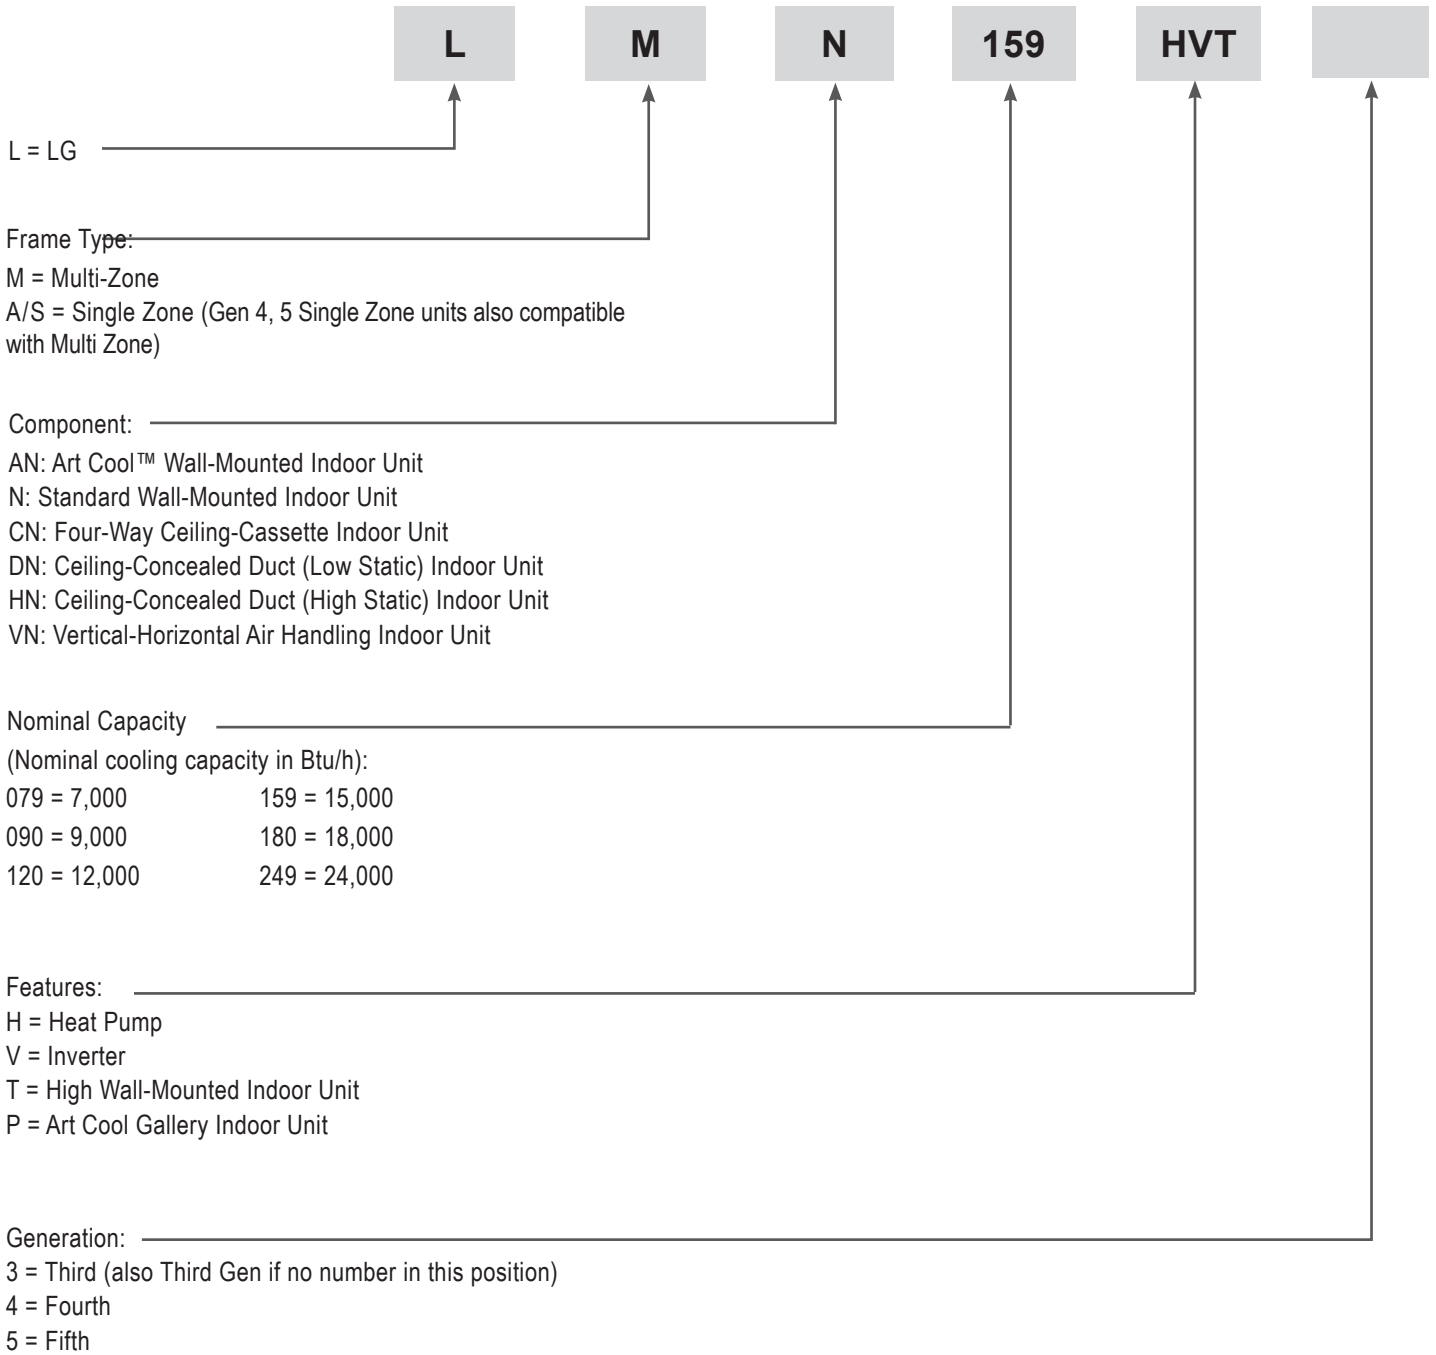 L M N 159 HVT
L = LG
Frame Type:
M = Multi-Zone
A/S = Single Zone (Gen 4, 5 Single Zone units also compatible
with Multi Zone)
Component:
AN: Art Cool™ Wall-Mounted Indoor Unit
N: Standard Wall-Mounted Indoor Unit
CN: Four-Way Ceiling-Cassette Indoor Unit
DN: Ceiling-Concealed Duct (Low Static) Indoor Unit
HN: Ceiling-Concealed Duct (High Static) Indoor Unit
VN: Vertical-Horizontal Air Handling Indoor Unit
Nominal Capacity
(Nominal cooling capacity in Btu/h):
079 = 7,000 159 = 15,000
090 = 9,000 180 = 18,000
120 = 12,000 249 = 24,000
Features:
H = Heat Pump
V = Inverter
T = High Wall-Mounted Indoor Unit
P = Art Cool Gallery Indoor Unit
Generation:
3 = Third (also Third Gen if no number in this position)
4 = Fourth
5 = Fifth